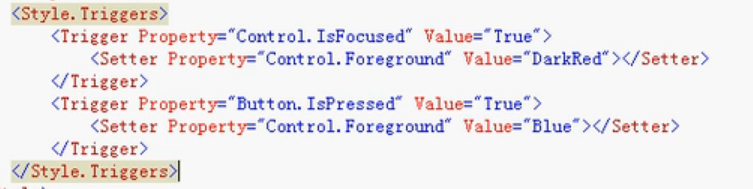 <Style.Triggers>
<Trigger Property="Control.IsFocused" Value="True">
<Setter Property="Control.Foreground" Value="DarkRed"></Setter>
</Trigger>
<Trigger Property="Button.IsPressed" Value="True">
<Setter Property="Control.Foreground" Value="Blue"></Setter>
</Trigger>
</Style.Triggers>